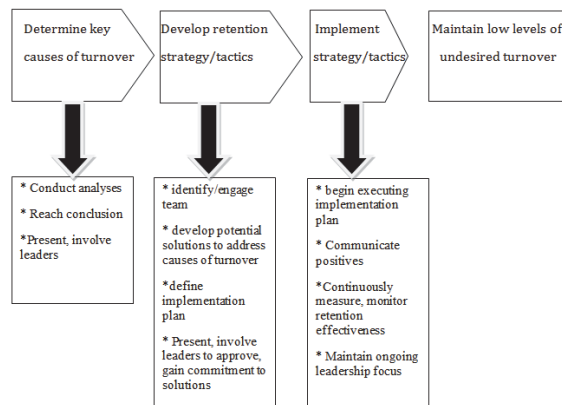 Determine key
causes of turnover
Develop retention
strategy/tactics
Implement
strategy/tactics
Maintain low levels of
undesired turnover
* Conduct analyses
* Reach conclusion
*Present, involve
leaders
* identify/engage
team
* develop potential
solutions to address
causes of turnover
*define
implementation
plan
* Present, involve
leaders to approve,
gain commitment to
solutions
* begin executing
implementation
plan
* Communicate
positives
*Continuously
measure, monitor
retention
effectiveness
* Maintain ongoing
leadership focus